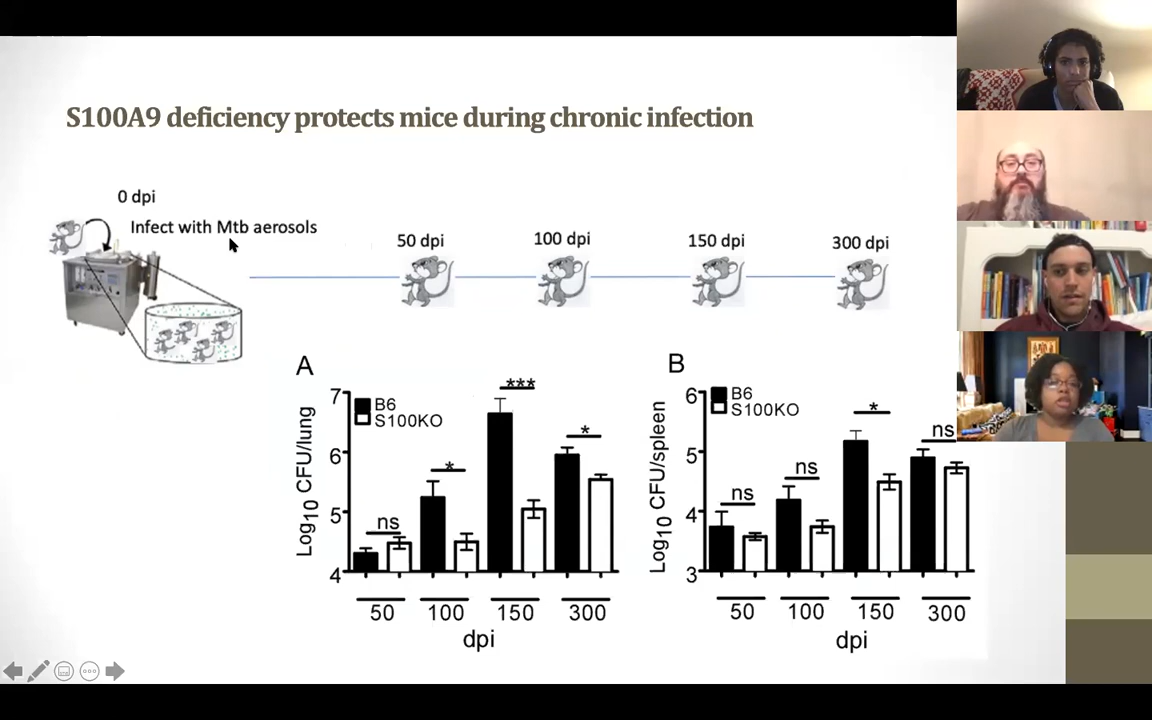 S100A9 deficiency protects mice during chronic infection
0 dpi
Infect with Mtb aerosols
50 dpi
100 dpi
150 dpi
300 dpi
A
Log10 CFU/lung
7
6
5
4
B6
S100KO
ns
*
***
*
50
100
150
300
dpi
B
Log10 CFU/spleen
6
5
4
3
B6
S100KO
ns
ns
*
ns
50
100
150
300
dpi